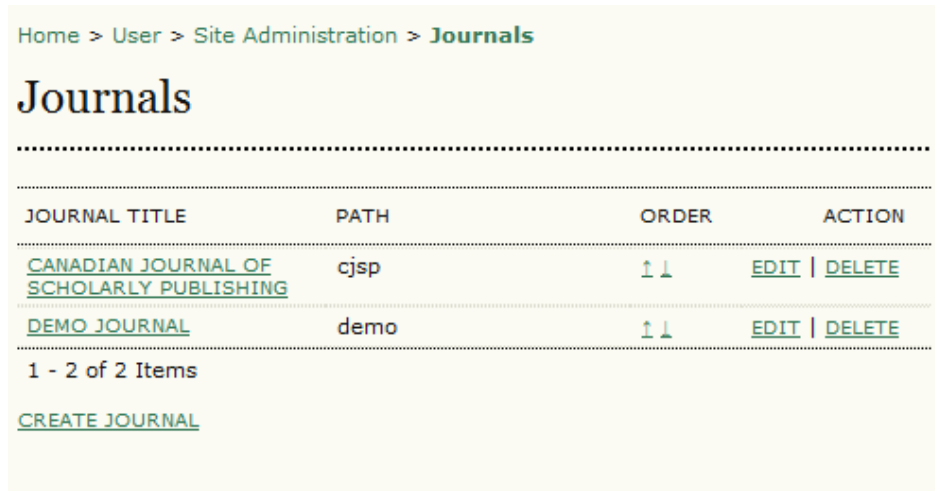 Home > User > Site Administration > Journals
Journals
JOURNAL TITLE PATH ORDER ACTION
CANADIAN JOURNAL OF SCHOLARLY PUBLISHING cjsp ↑ ↓ EDIT | DELETE
DEMO JOURNAL demo ↑ ↓ EDIT | DELETE
1 - 2 of 2 Items
CREATE JOURNAL